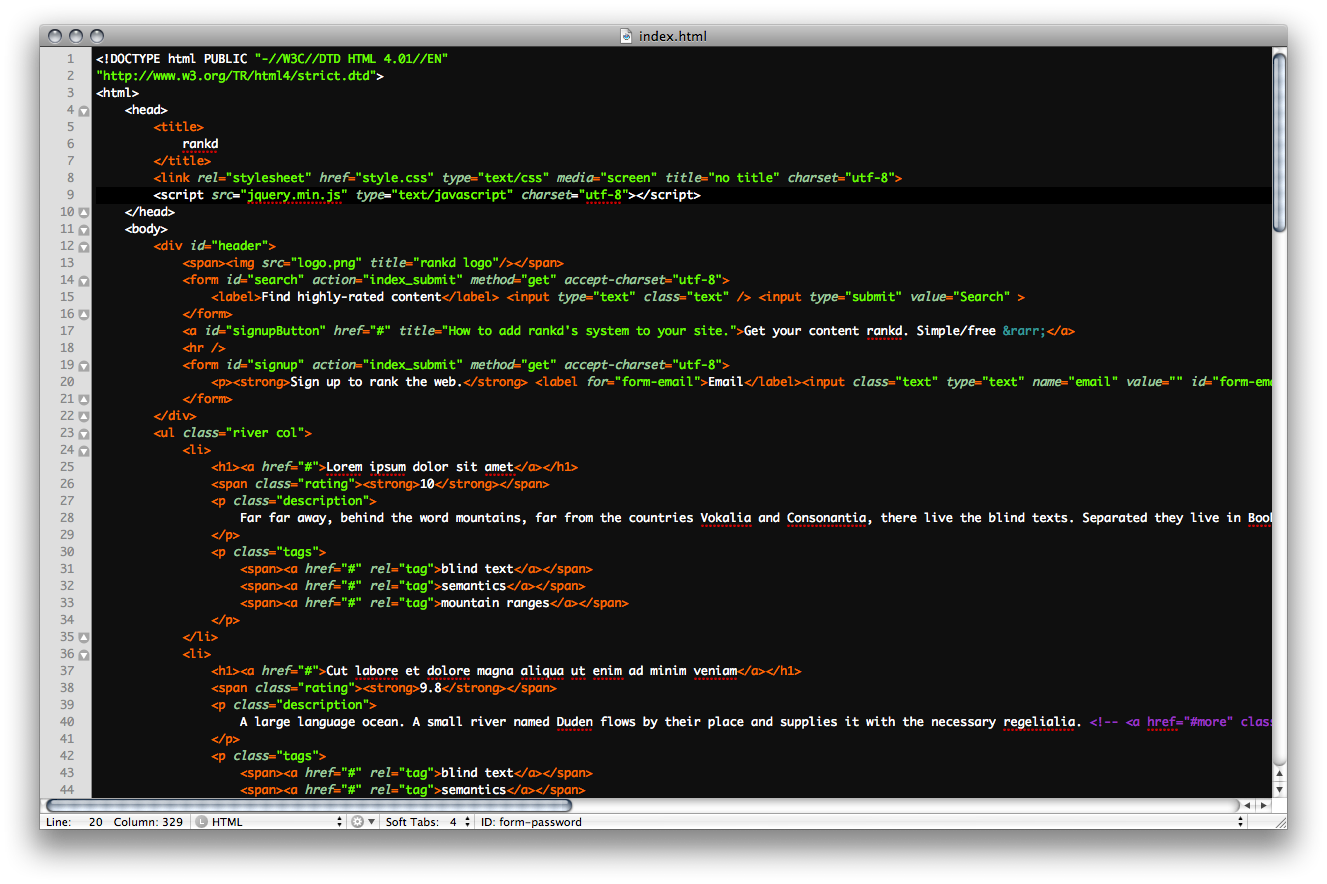 index.html
1 <!DOCTYPE html PUBLIC "-//W3C//DTD HTML 4.01//EN"
2 "http://www.w3.org/TR/html4/strict.dtd">
3 <html>
4 <head>
5 <title>
6 rankd
7 </title>
8 <link rel="stylesheet" href="style.css" type="text/css" media="screen" title="no title" charset="utf-8">
9 <script src="jquery.min.js" type="text/javascript" charset="utf-8"></script>
10 </head>
11 <body>
12 <div id="header">
13 <span><img src="logo.png" title="rankd logo"/></span>
14 <form id="search" action="index_submit" method="get" accept-charset="utf-8">
15 <label>Find highly-rated content</label> <input type="text" class="text" /> <input type="submit" value="Search" >
16 </form>
17 <a id="signupButton" href="#" title="How to add rankd's system to your site.">Get your content rankd. Simple/free &rarr;</a>
18 <hr />
19 <form id="signup" action="index_submit" method="get" accept-charset="utf-8">
20 <p><strong>Sign up to rank the web.</strong> <label for="form-email">Email</label><input class="text" type="text" name="email" value="" id="form-ema
21 </form>
22 </div>
23 <ul class="river col">
24 <li>
25 <h1><a href="#">Lorem ipsum dolor sit amet</a></h1>
26 <span class="rating"><strong>10</strong></span>
27 <p class="description">
28 Far far away, behind the word mountains, far from the countries Vokalia and Consonantia, there live the blind texts. Separated they live in Book
29 </p>
30 <p class="tags">
31 <span><a href="#" rel="tag">blind text</a></span>
32 <span><a href="#" rel="tag">semantics</a></span>
33 <span><a href="#" rel="tag">mountain ranges</a></span>
34 </p>
35 </li>
36 <li>
37 <h1><a href="#">Cut labore et dolore magna aliqua ut enim ad minim veniam</a></h1>
38 <span class="rating"><strong>9.8</strong></span>
39 <p class="description">
40 A large language ocean. A small river named Duden flows by their place and supplies it with the necessary regelialia. <!-- <a href="#more" clas
41 </p>
42 <p class="tags">
43 <span><a href="#" rel="tag">blind text</a></span>
44 <span><a href="#" rel="tag">semantics</a></span>
Line: 20 Column: 329 L HTML Soft Tabs: 4 ID: form-password